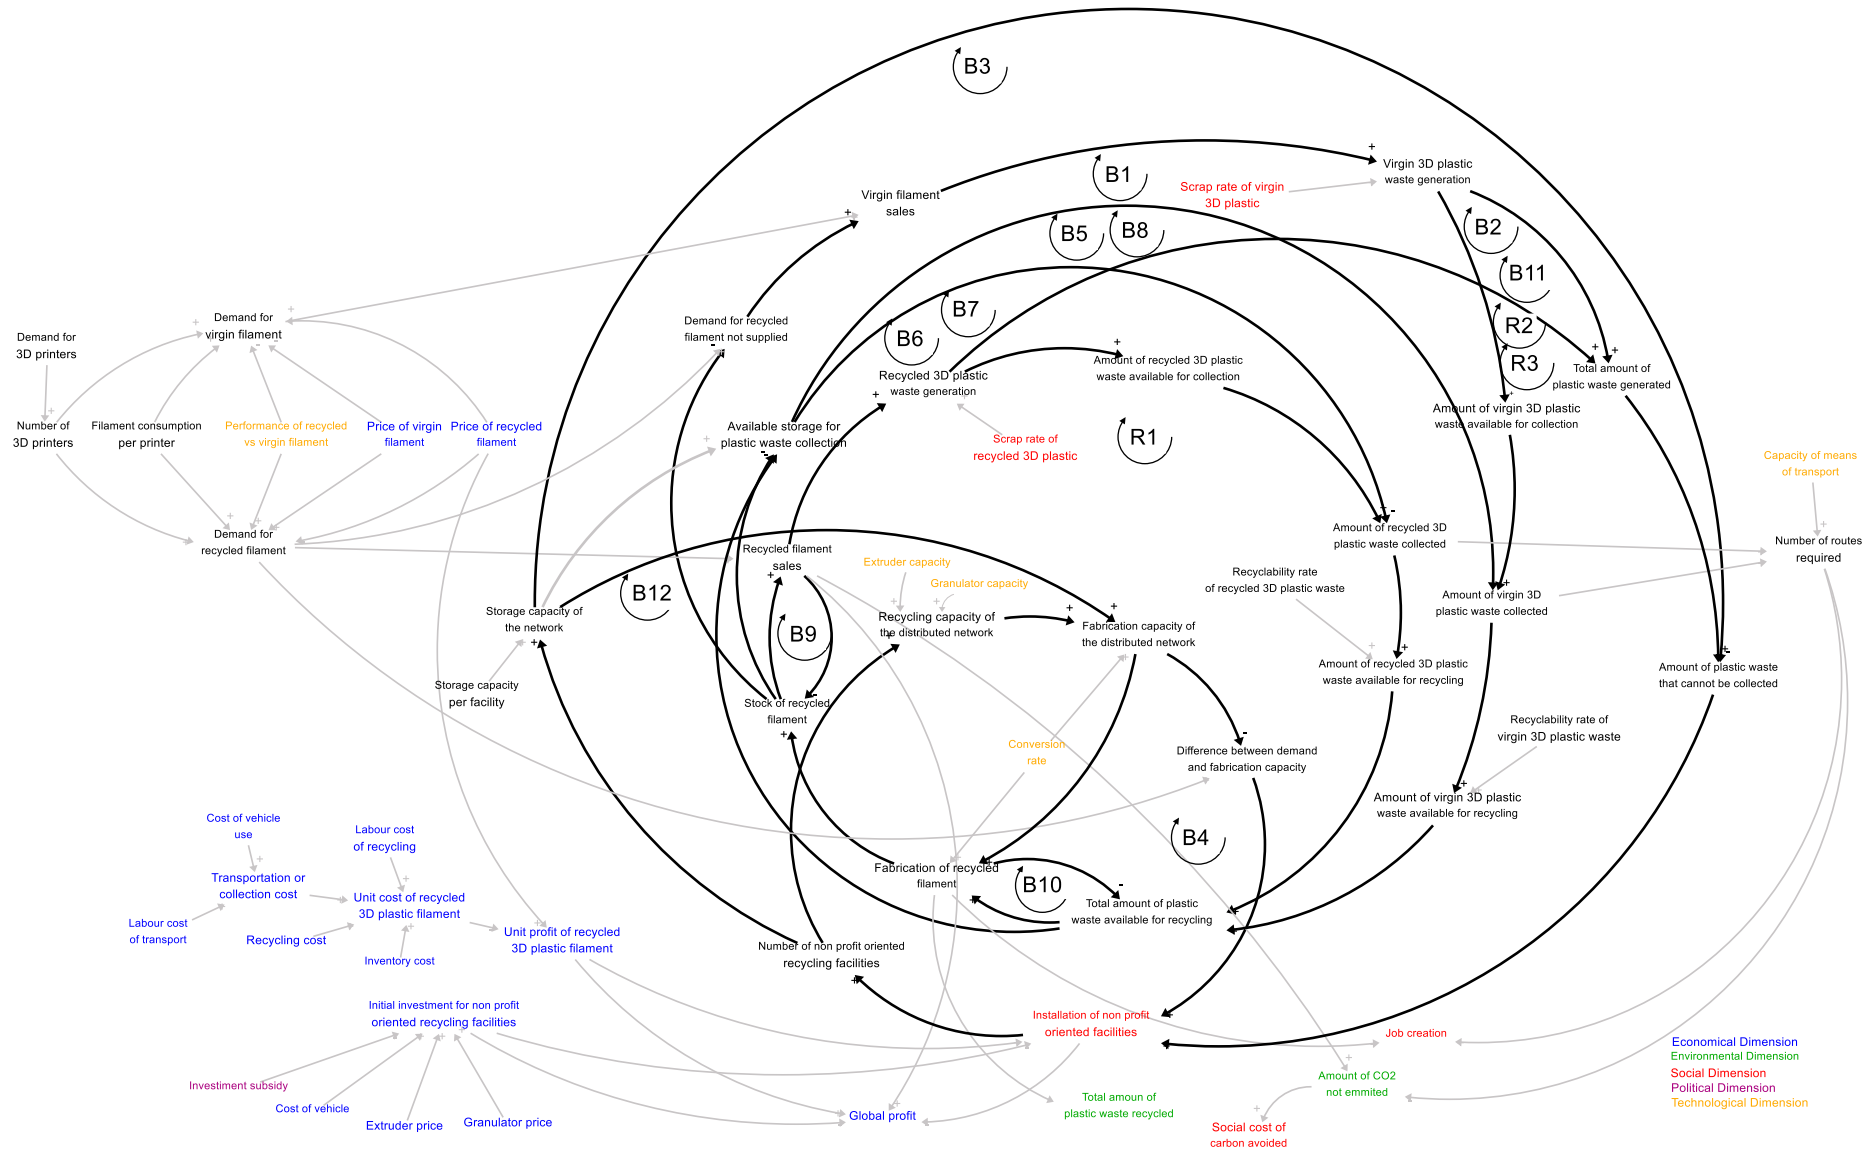 B3
B1
Virgin 3D plastic
waste generation
Scrap rate of virgin
3D plastic
Virgin filament
sales
B5
B8
B2
B11
B7
B6
R2
R3
Demand for
virgin filament
Demand for
3D printers
Demand for recycled
filament not supplied
Recycled 3D plastic
waste generation
Amount of recycled 3D plastic
waste available for collection
Total amount of
plastic waste generated
Number of
3D printers
Filament consumption
per printer
Performance of recycled
vs virgin filament
Price of virgin
filament
Price of recycled
filament
Available storage for
plastic waste collection
Scrap rate of
recycled 3D plastic
R1
Amount of virgin 3D plastic
waste available for collection
Capacity of means
of transport
Demand for
recycled filament
Recycled filament
sales
Extruder capacity
Granulator capacity
Amount of recycled 3D
plastic waste collected
Number of routes
required
Recyclability rate
of recycled 3D plastic waste
Amount of virgin 3D
plastic waste collected
B12
Storage capacity of
the network
B9
Recycling capacity of
the distributed network
Fabrication capacity of
the distributed network
Amount of recycled 3D plastic
waste available for recycling
Amount of plastic waste
that cannot be collected
Storage capacity
per facility
Stock of recycled
filament
Conversion
rate
Difference between demand
and fabrication capacity
Recyclability rate of
virgin 3D plastic waste
Amount of virgin 3D plastic
waste available for recycling
Cost of vehicle
use
Labour cost
of recycling
B4
Transportation or
collection cost
Unit cost of recycled
3D plastic filament
Fabrication of recycled
filament
B10
Total amount of plastic
waste available for recycling
Labour cost
of transport
Recycling cost
Inventory cost
Unit profit of recycled
3D plastic filament
Number of non profit oriented
recycling facilities
Initial investment for non profit
oriented recycling facilities
Installation of non profit
oriented facilities
Job creation
Investiment subsidy
Cost of vehicle
Extruder price
Granulator price
Global profit
Total amoun of
plastic waste recycled
Amount of CO2
not emmited
Social cost of
carbon avoided
Economical Dimension
Environmental Dimension
Social Dimension
Political Dimension
Technological Dimension